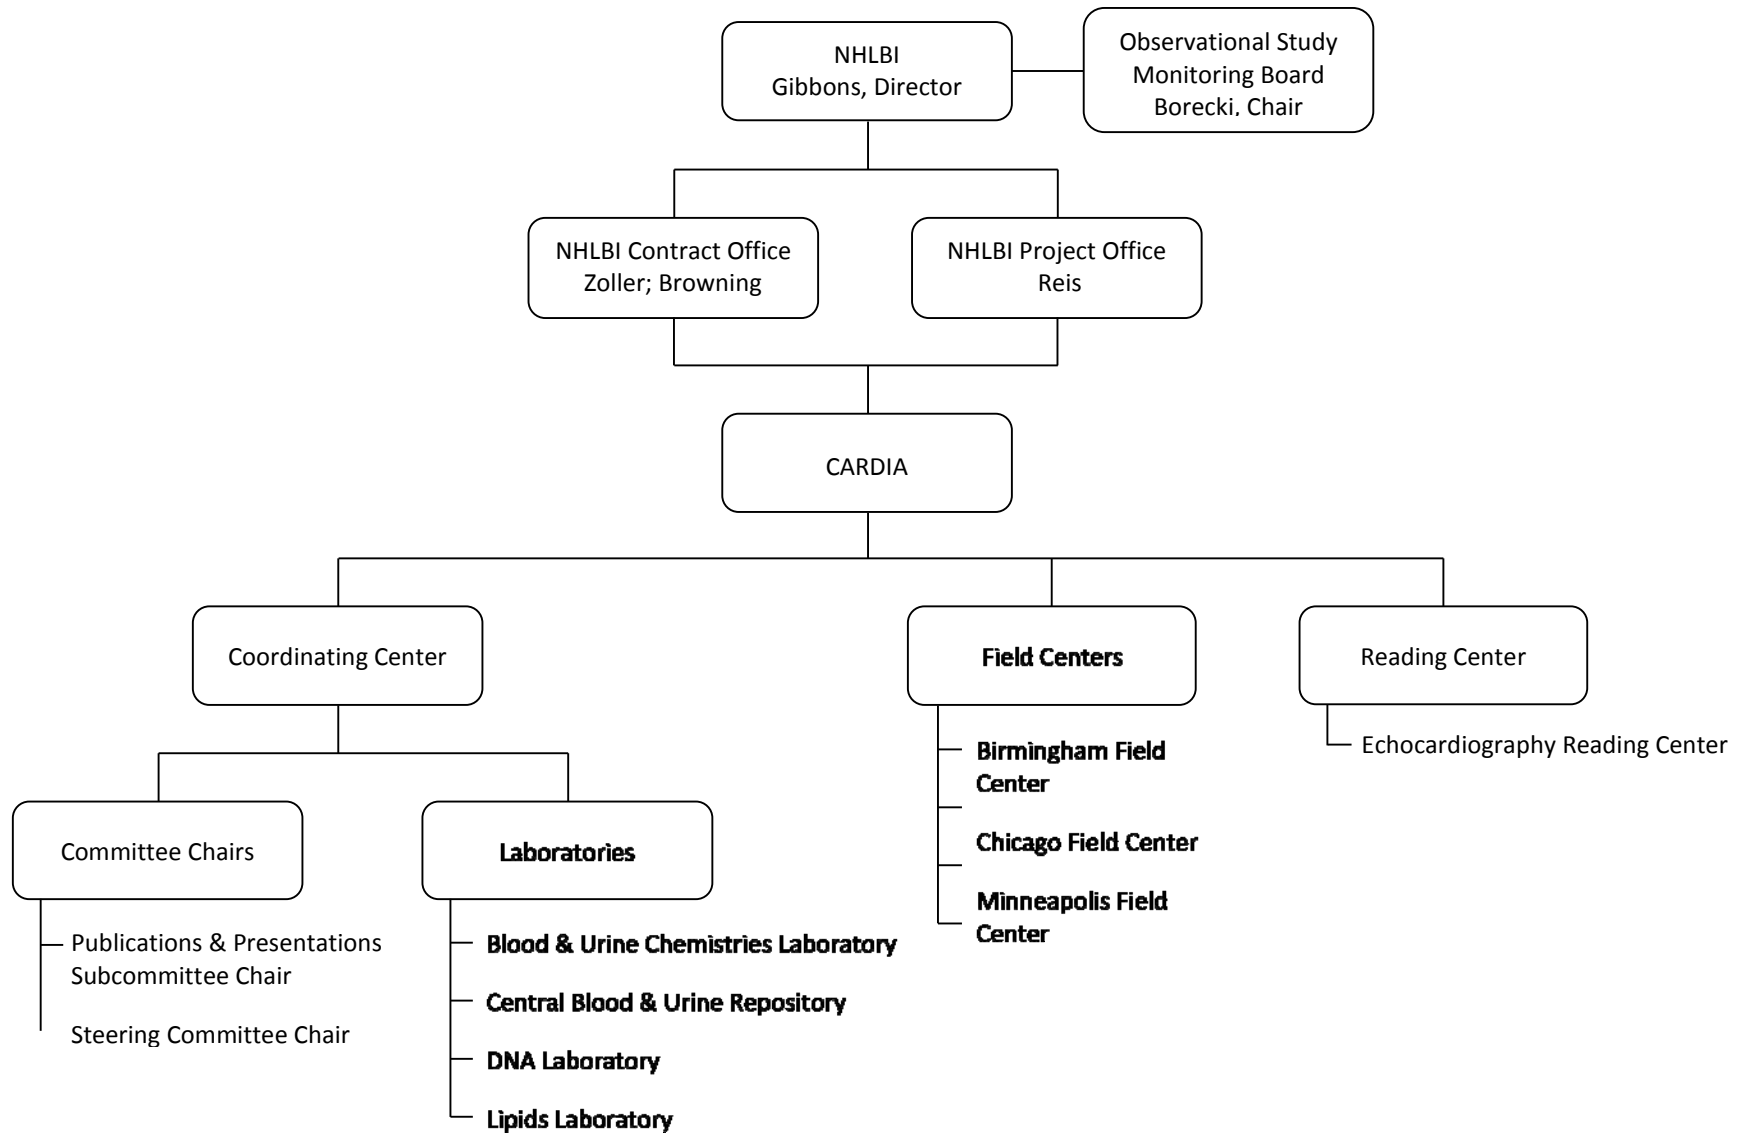 NHLBI
Gibbons, Director
Observational Study
Monitoring Board
Borecki, Chair
NHLBI Contract Office
Zoller; Browning
NHLBI Project Office
Reis
CARDIA
Coordinating Center
Field Centers
Reading Center
Birmingham Field
Center
Chicago Field Center
Minneapolis Field
Center
Echocardiography Reading Center
Committee Chairs
Laboratories
Publications & Presentations
Subcommittee Chair
Steering Committee Chair
Blood & Urine Chemistries Laboratory
Central Blood & Urine Repository
DNA Laboratory
Lipids Laboratory